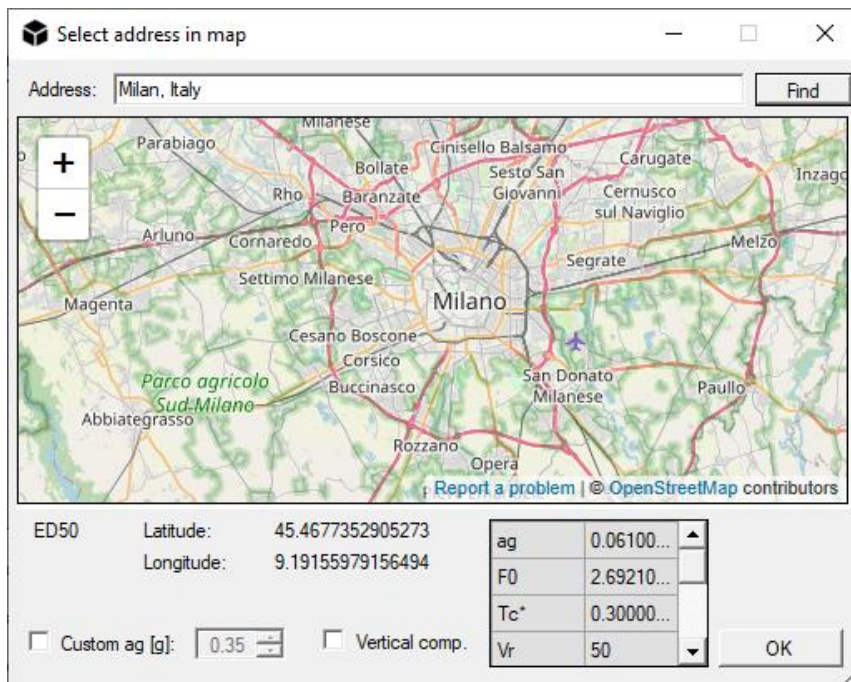 Select address in map
Address: Milan, Italy Find
Milanese
Parabiago
Cinisello Balsamo
Carugate
Bollate
Sesto San
Giovanni
Inzago
+
Rho
Baranzate
Cernusco
sul Naviglio
−
Pero
Arluno
Cornaredo
Melzo
Segrate
Settimo Milanese
Magenta
Milano
Cesano Boscone
Corsico
Parco agricolo
Sud Milano
Buccinasco
San Donato
Milanese
Paullo
Abbiategrasso
Rozzano
Opera
Report a problem | © OpenStreetMap contributors
ED50 Latitude: 45.4677352905273
Longitude: 9.19155979156494
ag 0.06100...
F0 2.69210...
Tc* 0.30000...
Vr 50
Custom ag [g]: 0.35 Vertical comp.
OK